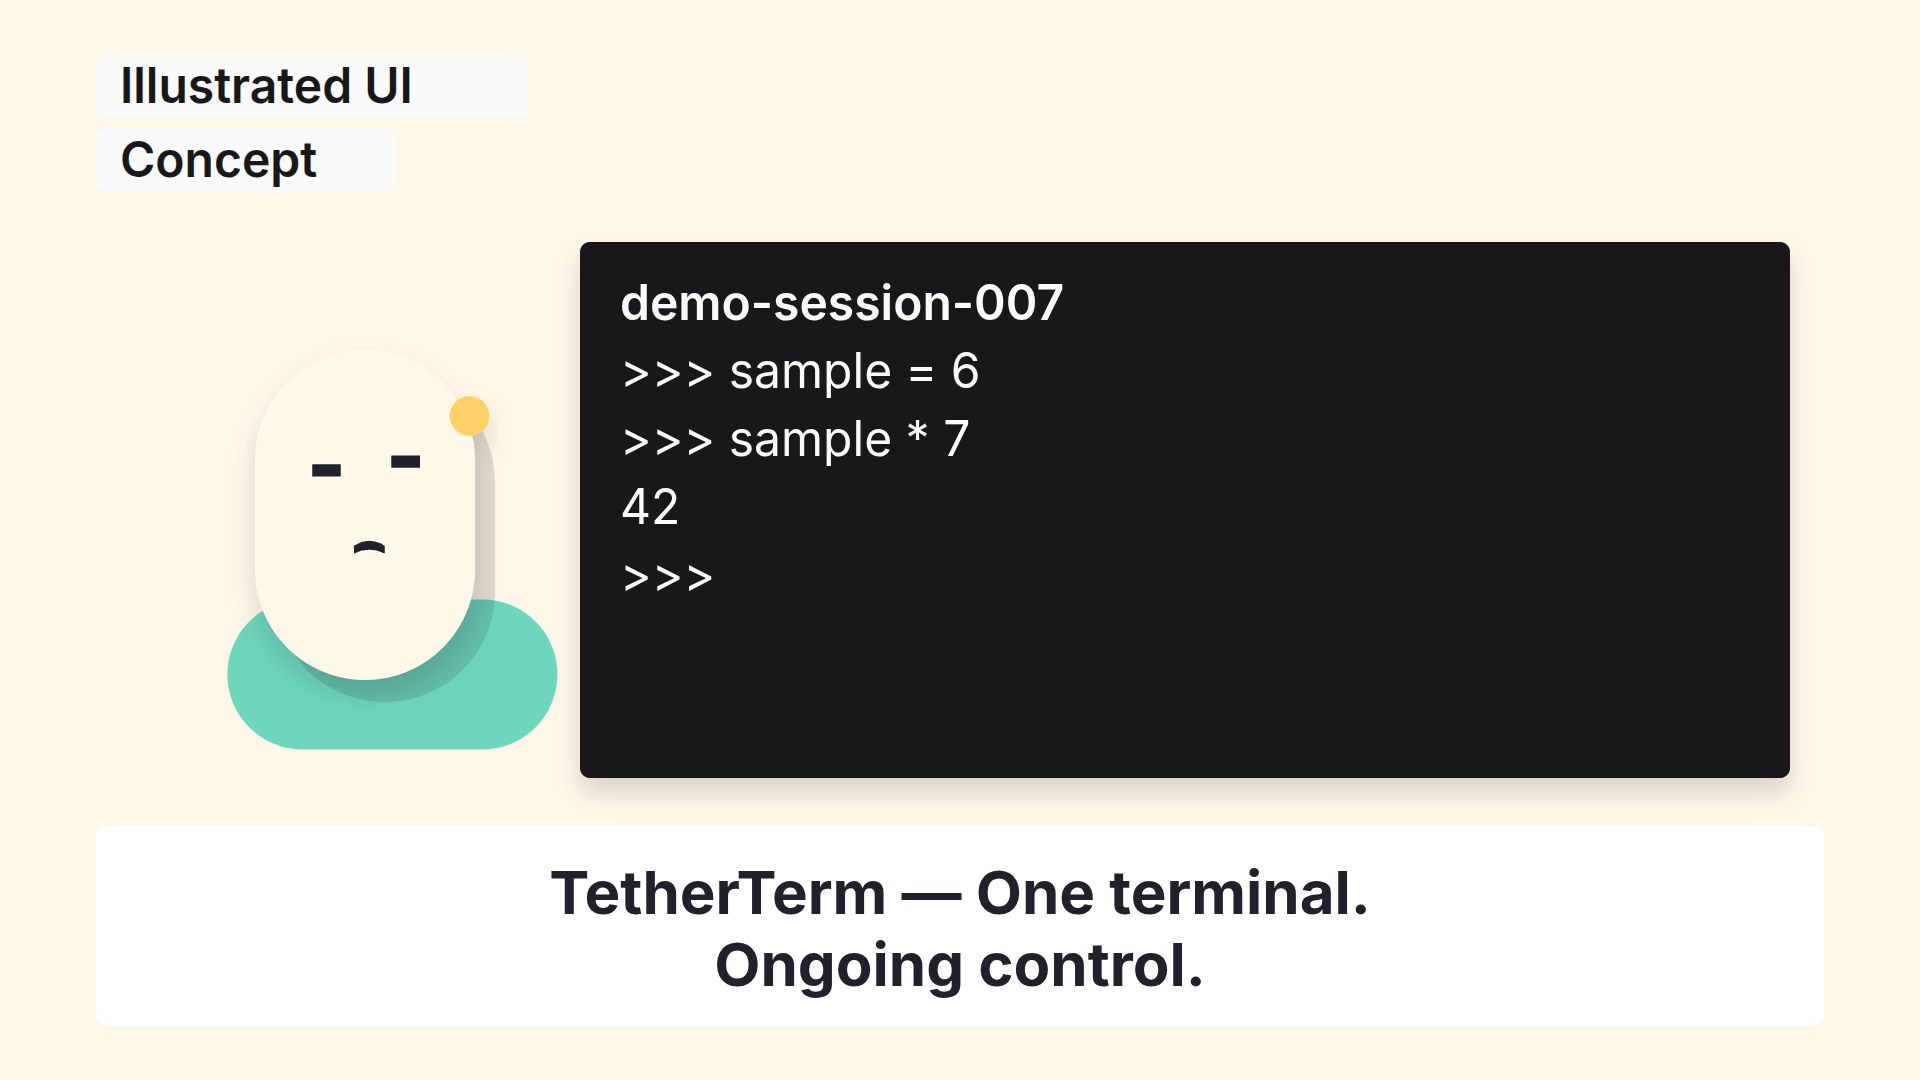 Illustrated UI
Concept
demo-session-007
>>> sample = 6
>>> sample * 7
42
>>>
TetherTerm — One terminal.
Ongoing control.